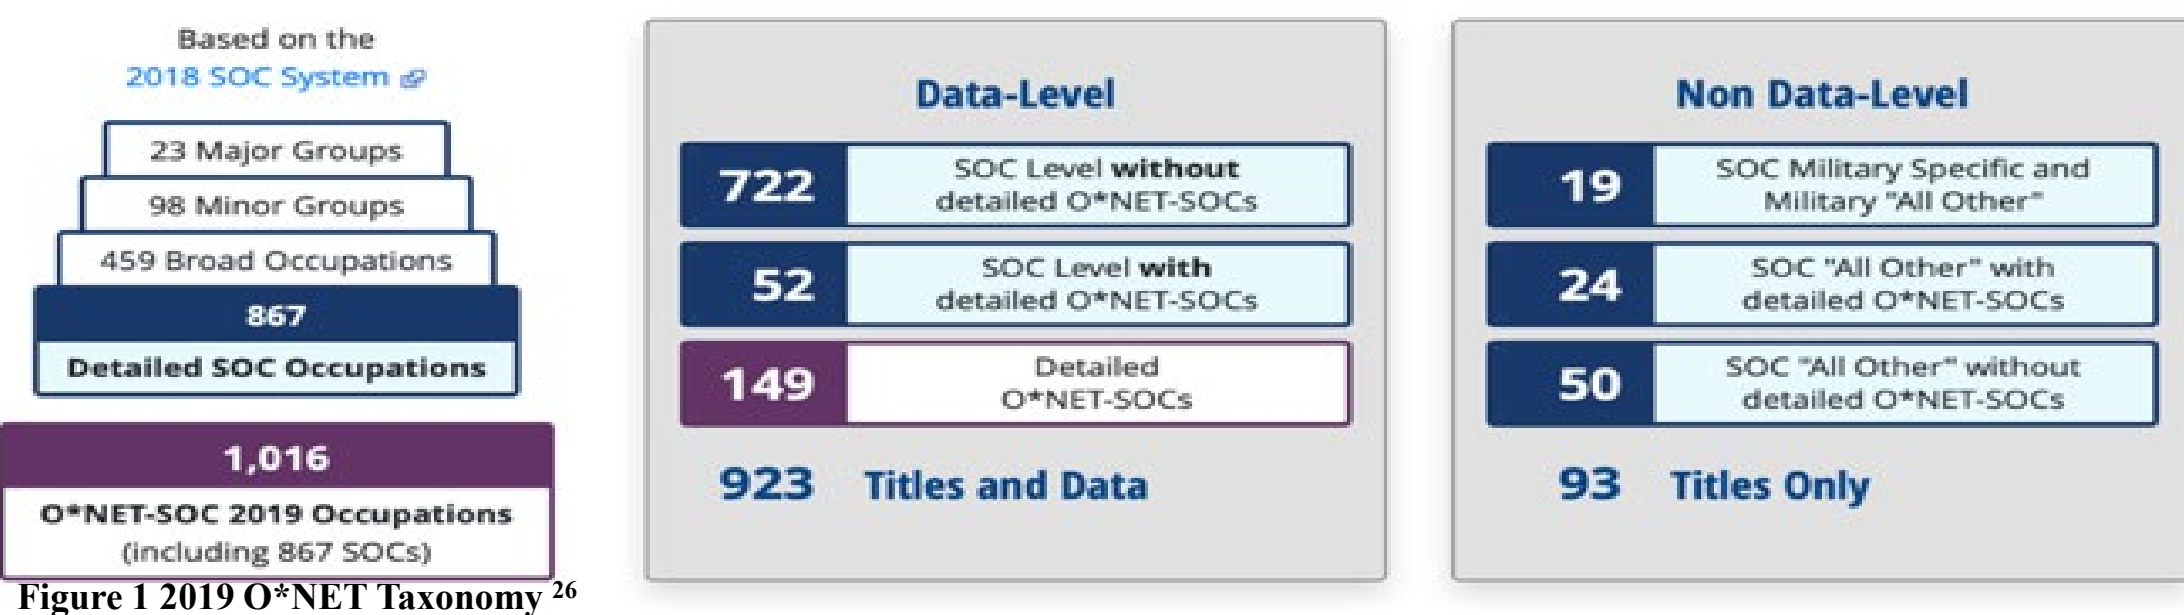 Based on the
2018 SOC System
23 Major Groups
98 Minor Groups
459 Broad Occupations
867
Detailed SOC Occupations
1,016
O*NET-SOC 2019 Occupations
(including 867 SOCs)
Figure 1 2019 O*NET Taxonomy 26
Data-Level
722
SOC Level without
detailed O*NET-SOCs
52
SOC Level with
detailed O*NET-SOCs
149
Detailed
O*NET-SOCs
923 Titles and Data
Non Data-Level
19
SOC Military Specific and
Military "All Other"
24
SOC "All Other" with
detailed O*NET-SOCs
50
SOC "All Other" without
detailed O*NET-SOCs
93 Titles Only